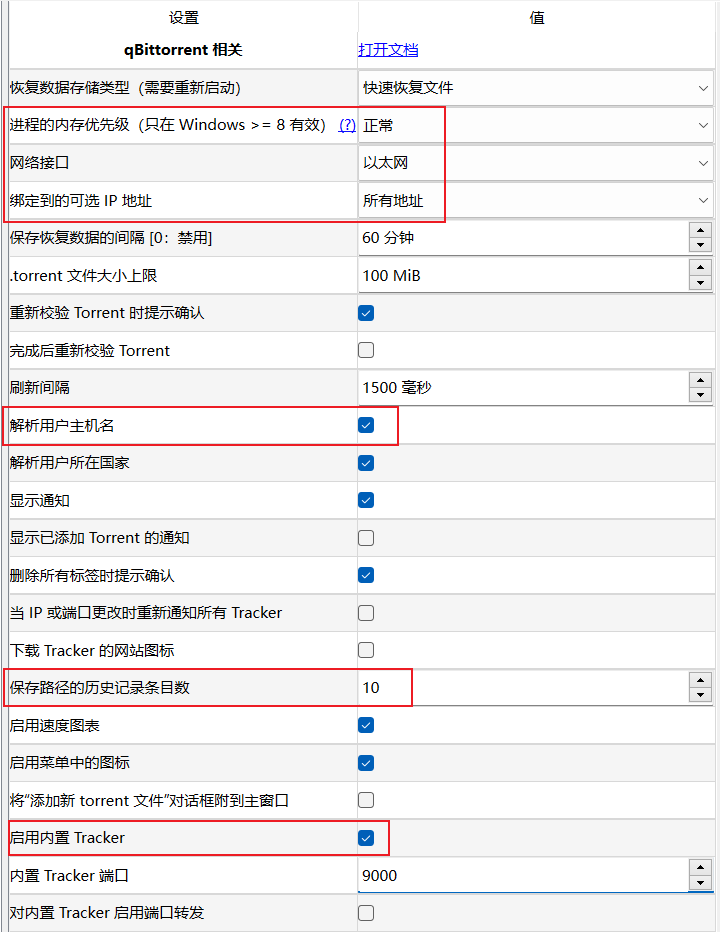 设置 值
qBittorrent 相关 打开文档
恢复数据存储类型（需要重新启动） 快速恢复文件
进程的内存优先级（只在 Windows >= 8 有效） (?) 正常
网络接口 以太网
绑定到的可选 IP 地址 所有地址
保存恢复数据的间隔 [0：禁用] 60 分钟
.torrent 文件大小上限 100 MiB
重新校验 Torrent 时提示确认
完成后重新校验 Torrent
刷新间隔 1500 毫秒
解析用户主机名
解析用户所在国家
显示通知
显示已添加 Torrent 的通知
删除所有标签时提示确认
当 IP 或端口更改时重新通知所有 Tracker
下载 Tracker 的网站图标
保存路径的历史记录条目数 10
启用速度图表
启用菜单中的图标
将“添加新 torrent 文件”对话框附到主窗口
启用内置 Tracker
内置 Tracker 端口 9000
对内置 Tracker 启用端口转发